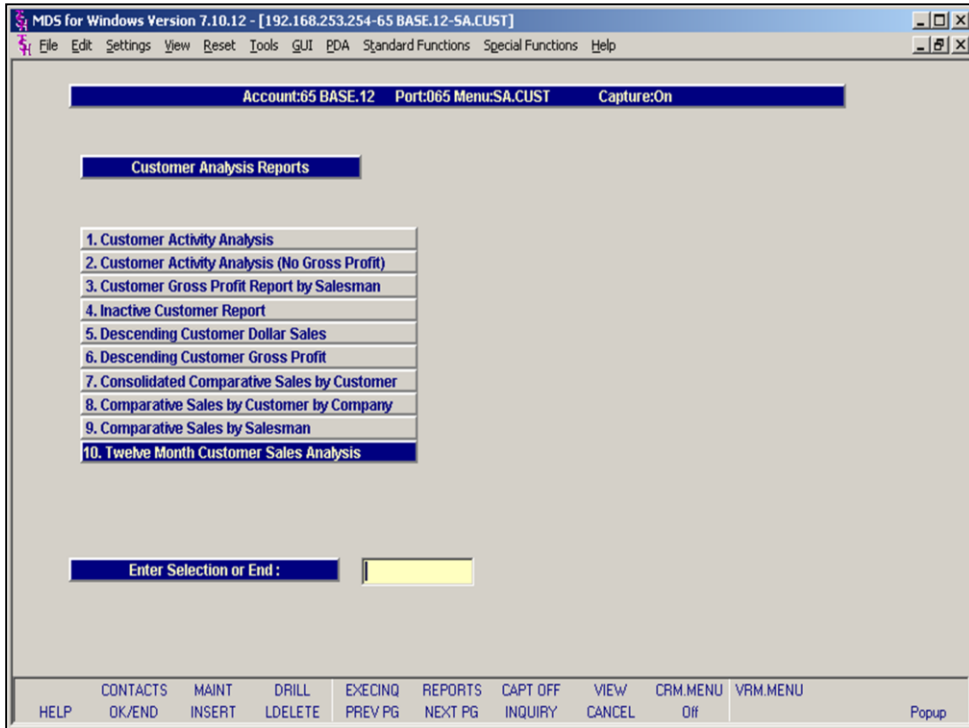 MDS for Windows Version 7.10.12 - [192.168.253.254-65 BASE.12-SA.CUST]
File Edit Settings View Reset Tools GUI PDA Standard Functions Special Functions Help
Account:65 BASE.12 Port:065 Menu:SA.CUST Capture:On
Customer Analysis Reports
1. Customer Activity Analysis
2. Customer Activity Analysis (No Gross Profit)
3. Customer Gross Profit Report by Salesman
4. Inactive Customer Report
5. Descending Customer Dollar Sales
6. Descending Customer Gross Profit
7. Consolidated Comparative Sales by Customer
8. Comparative Sales by Customer by Company
9. Comparative Sales by Salesman
10. Twelve Month Customer Sales Analysis
Enter Selection or End :
CONTACTS MAINT DRILL EXECINQ REPORTS CAPT OFF VIEW CRM.MENU VRM.MENU
HELP OK/END INSERT LDELETE PREV PG NEXT PG INQUIRY CANCEL Off Popup